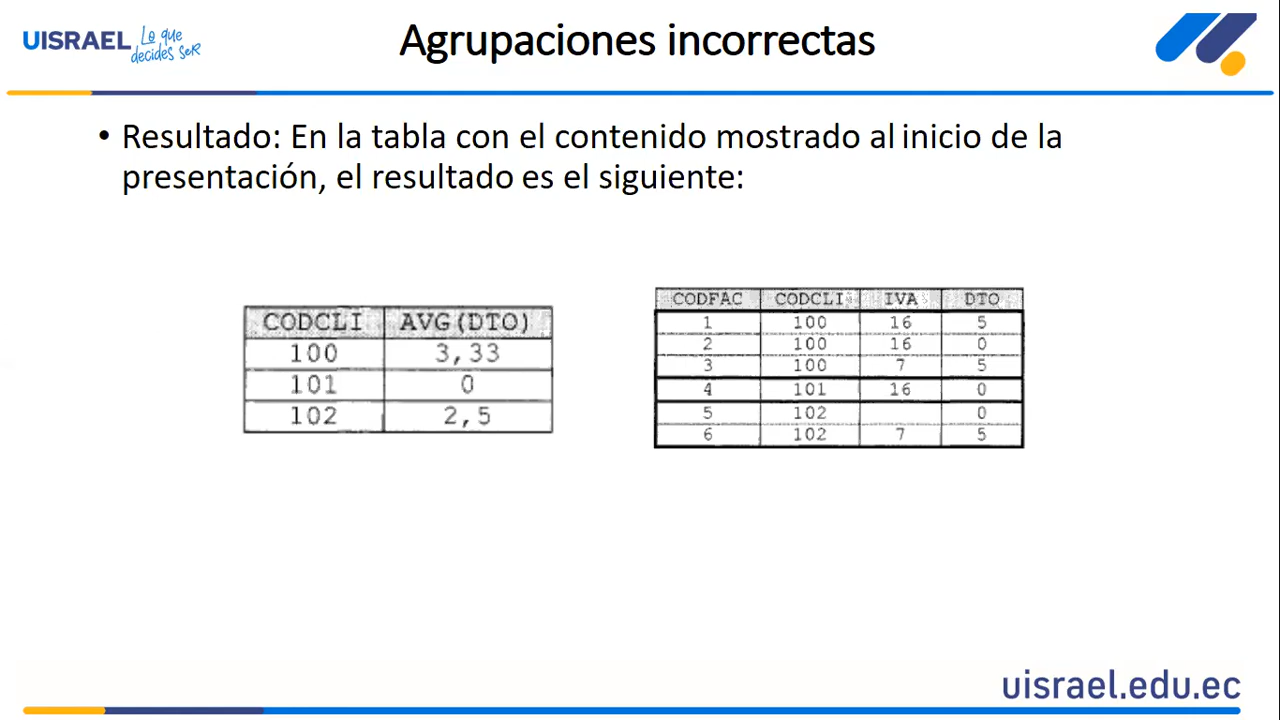 UISRAEL Lo que
decides seR
Agrupaciones incorrectas
• Resultado: En la tabla con el contenido mostrado al inicio de la
presentación, el resultado es el siguiente:
CODCLI AVG(DTO)
100 3,33
101 0
102 2,5
CODFAC CODCLI IVA DTO
1 100 16 5
2 100 16 0
3 100 7 5
4 101 16 0
5 102 0
6 102 7 5
uisrael.edu.ec